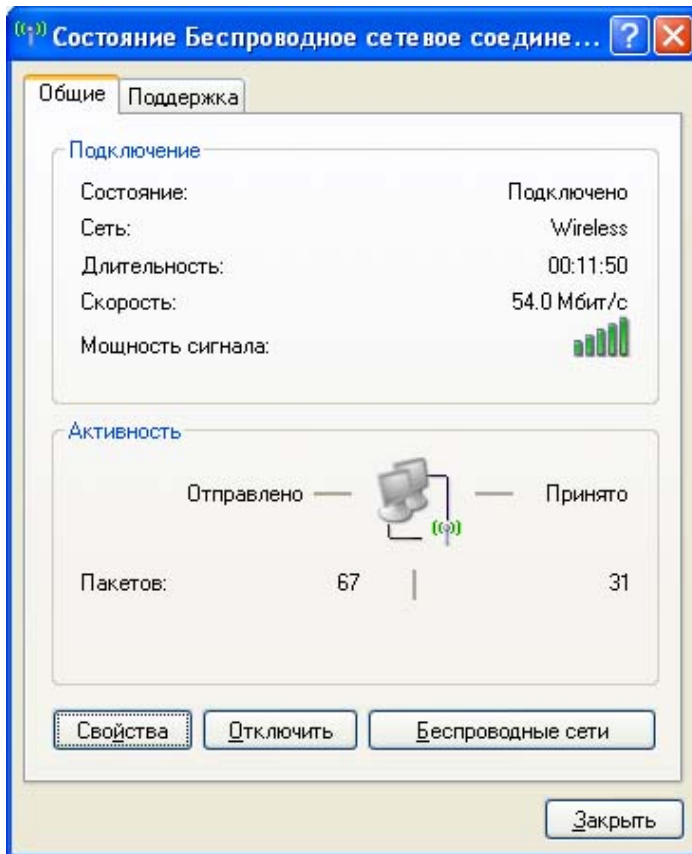 Состояние Беспроводное сетевое соедине...
Общие Поддержка
Подключение
Состояние: Подключено
Сеть: Wireless
Длительность: 00:11:50
Скорость: 54.0 Мбит/с
Мощность сигнала:
Активность
Отправлено Принято
Пакетов: 67 31
Свойства Отключить Беспроводные сети
Закрыть